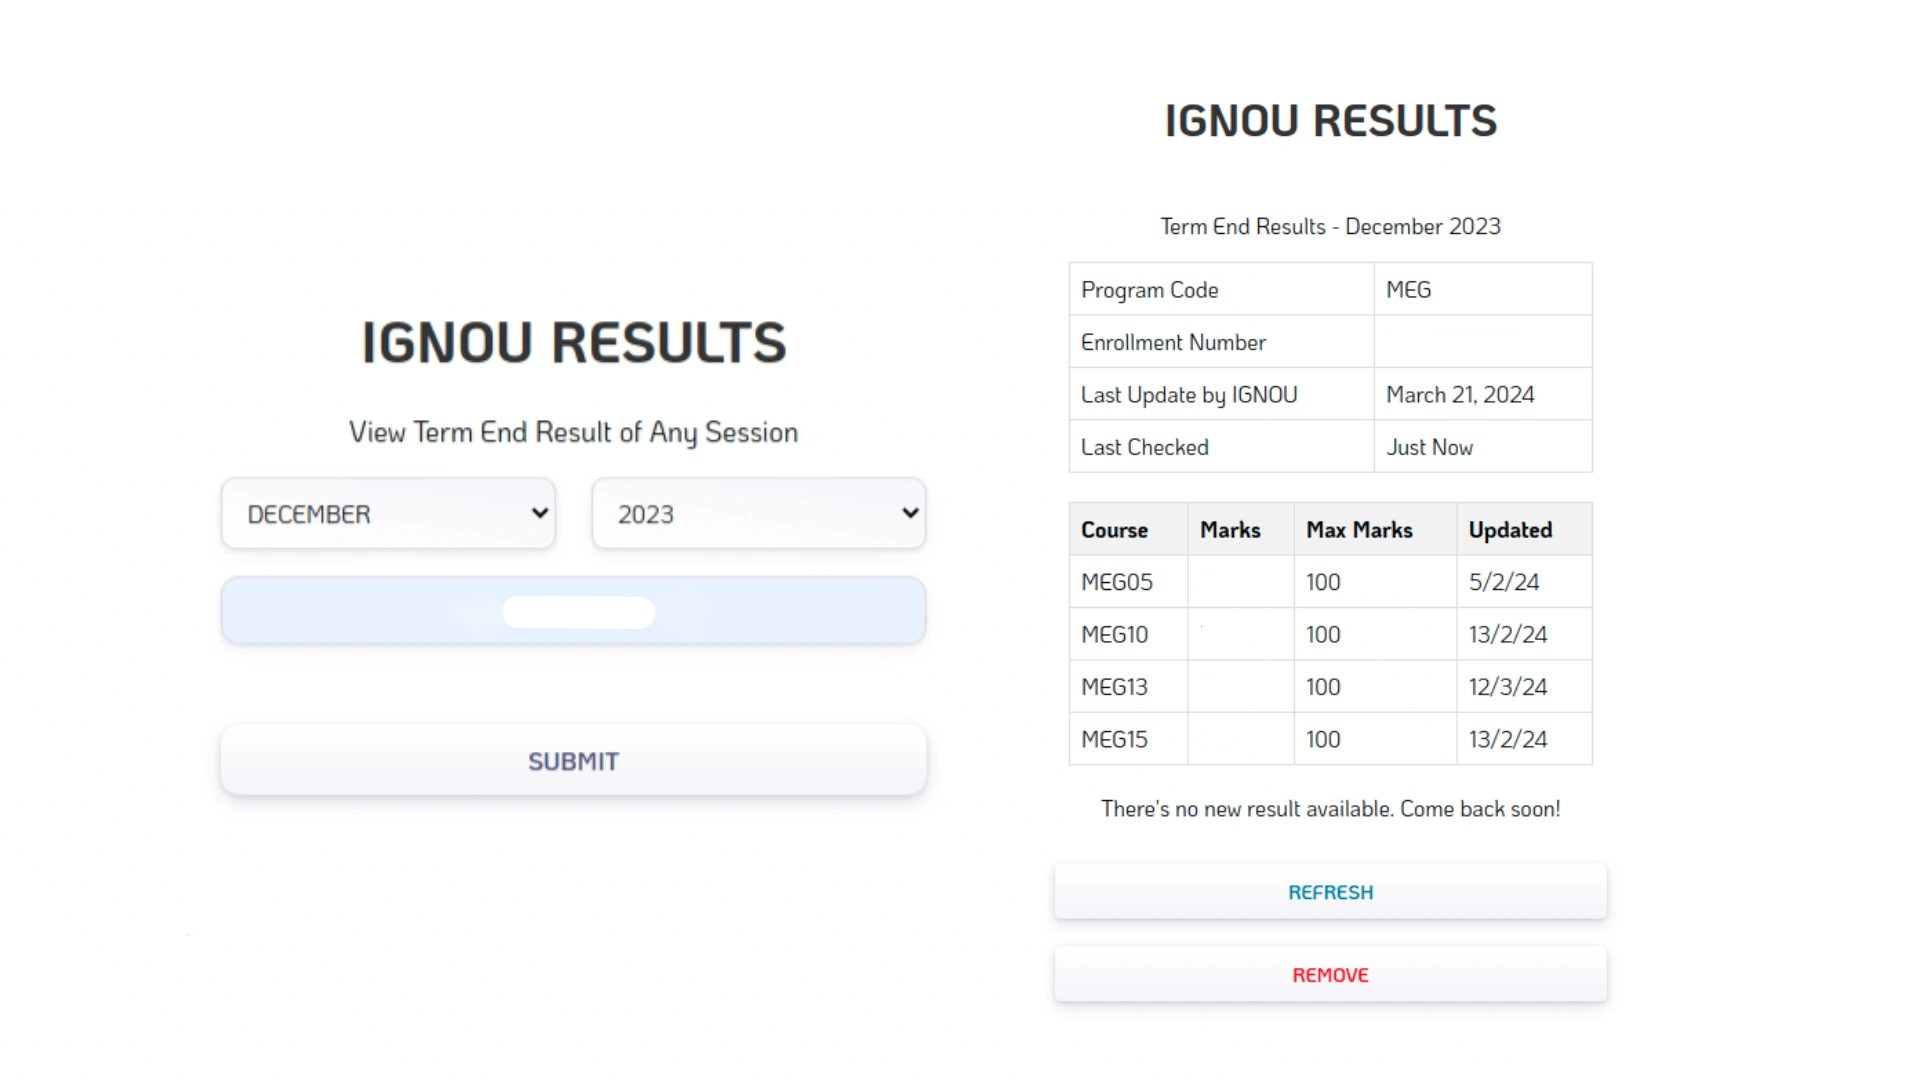 IGNOU RESULTS
View Term End Result of Any Session
DECEMBER 2023
SUBMIT
IGNOU RESULTS
Term End Results - December 2023
Program Code MEG
Enrollment Number
Last Update by IGNOU March 21, 2024
Last Checked Just Now
Course Marks Max Marks Updated
MEG05 100 5/2/24
MEG10 100 13/2/24
MEG13 100 12/3/24
MEG15 100 13/2/24
There's no new result available. Come back soon!
REFRESH
REMOVE